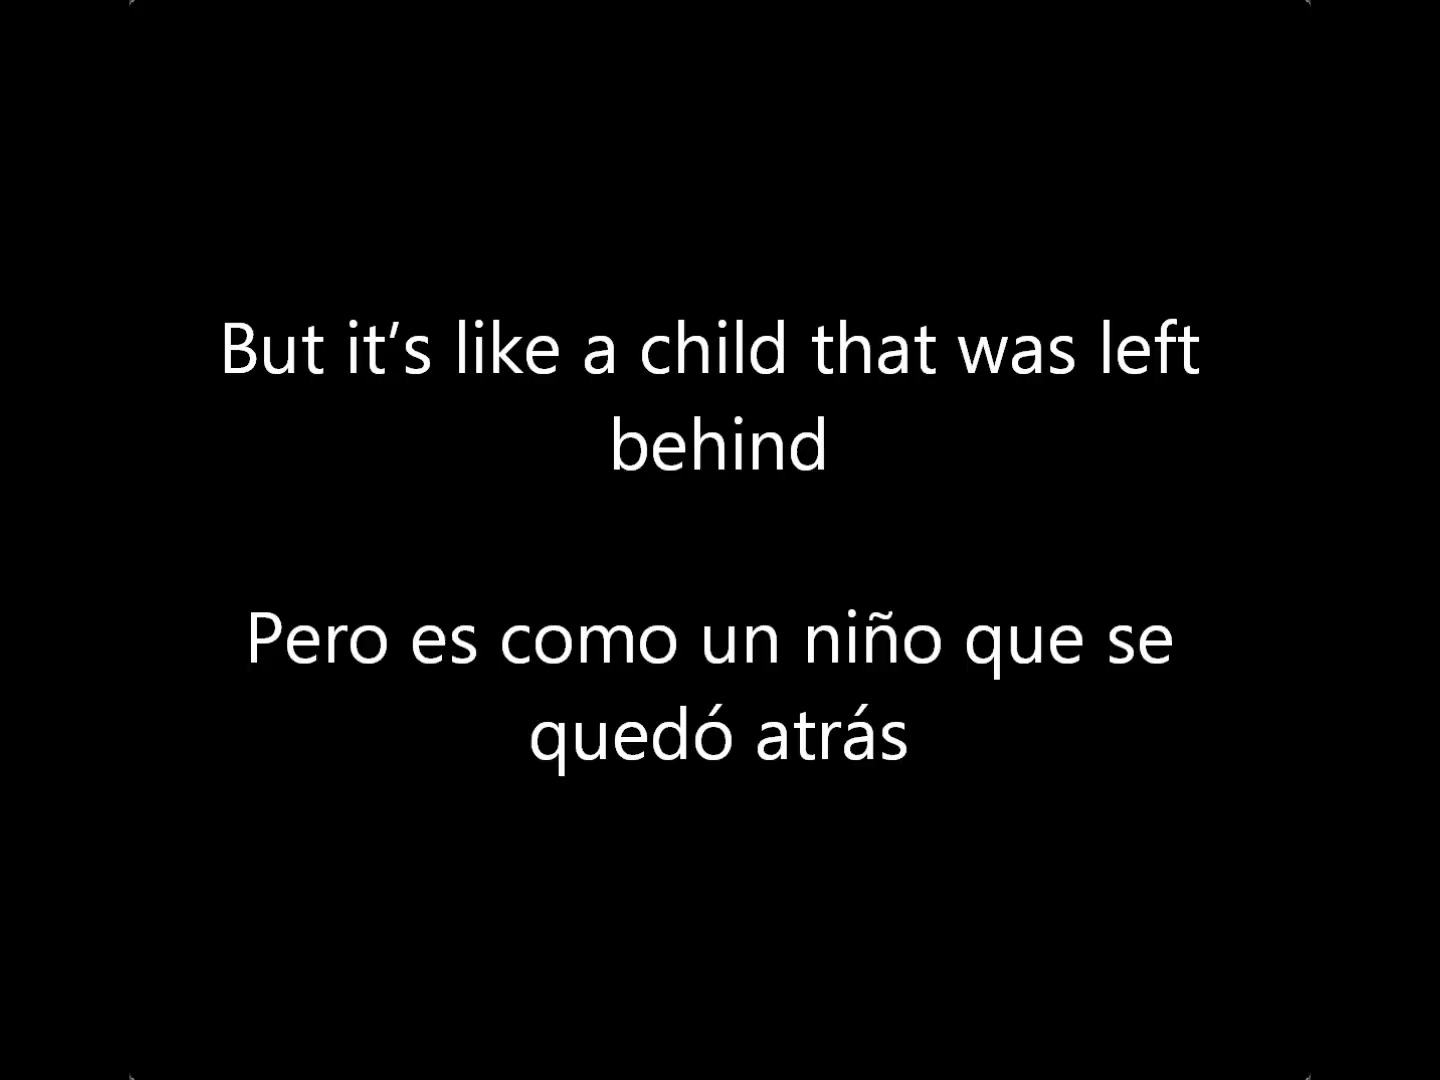 But it’s like a child that was left
behind
Pero es como un niño que se
quedó atrás